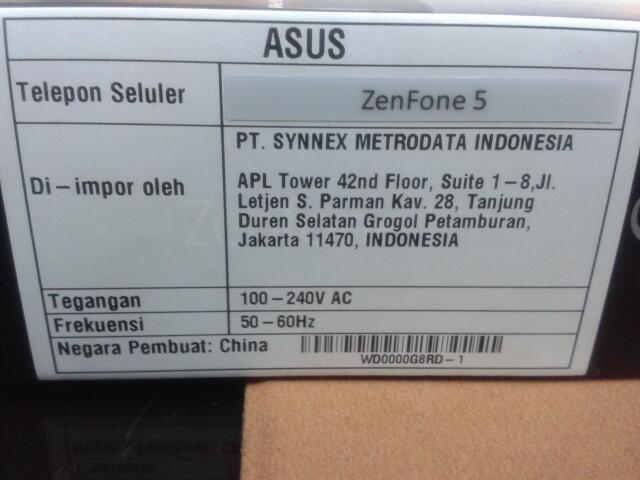 ASUS
Telepon Seluler
ZenFone 5
Di-impor oleh
PT. SYNNEX METRODATA INDONESIA
APL Tower 42nd Floor, Suite 1-8,Jl.
Letjen S. Parman Kav. 28, Tanjung
Duren Selatan Grogol Petamburan,
Jakarta 11470, INDONESIA
Tegangan
100-240V AC
Frekuensi
50-60Hz
Negara Pembuat: China
WD0000G8RD-1